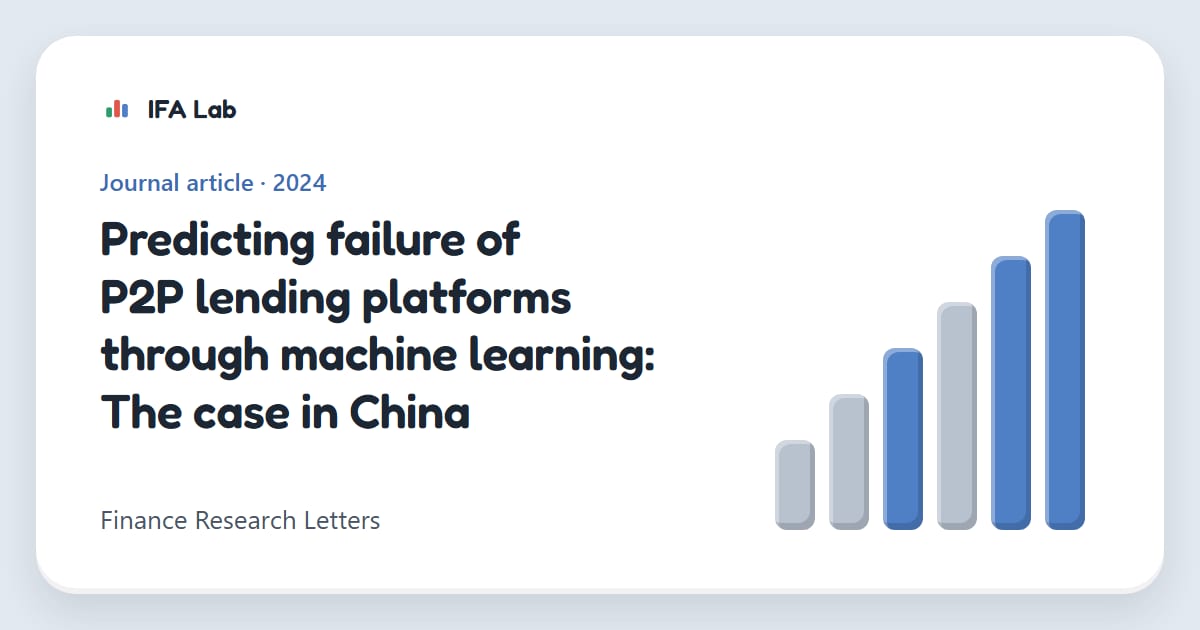 IFA Lab
Journal article · 2024
Predicting failure of
P2P lending platforms
through machine learning:
The case in China
Finance Research Letters